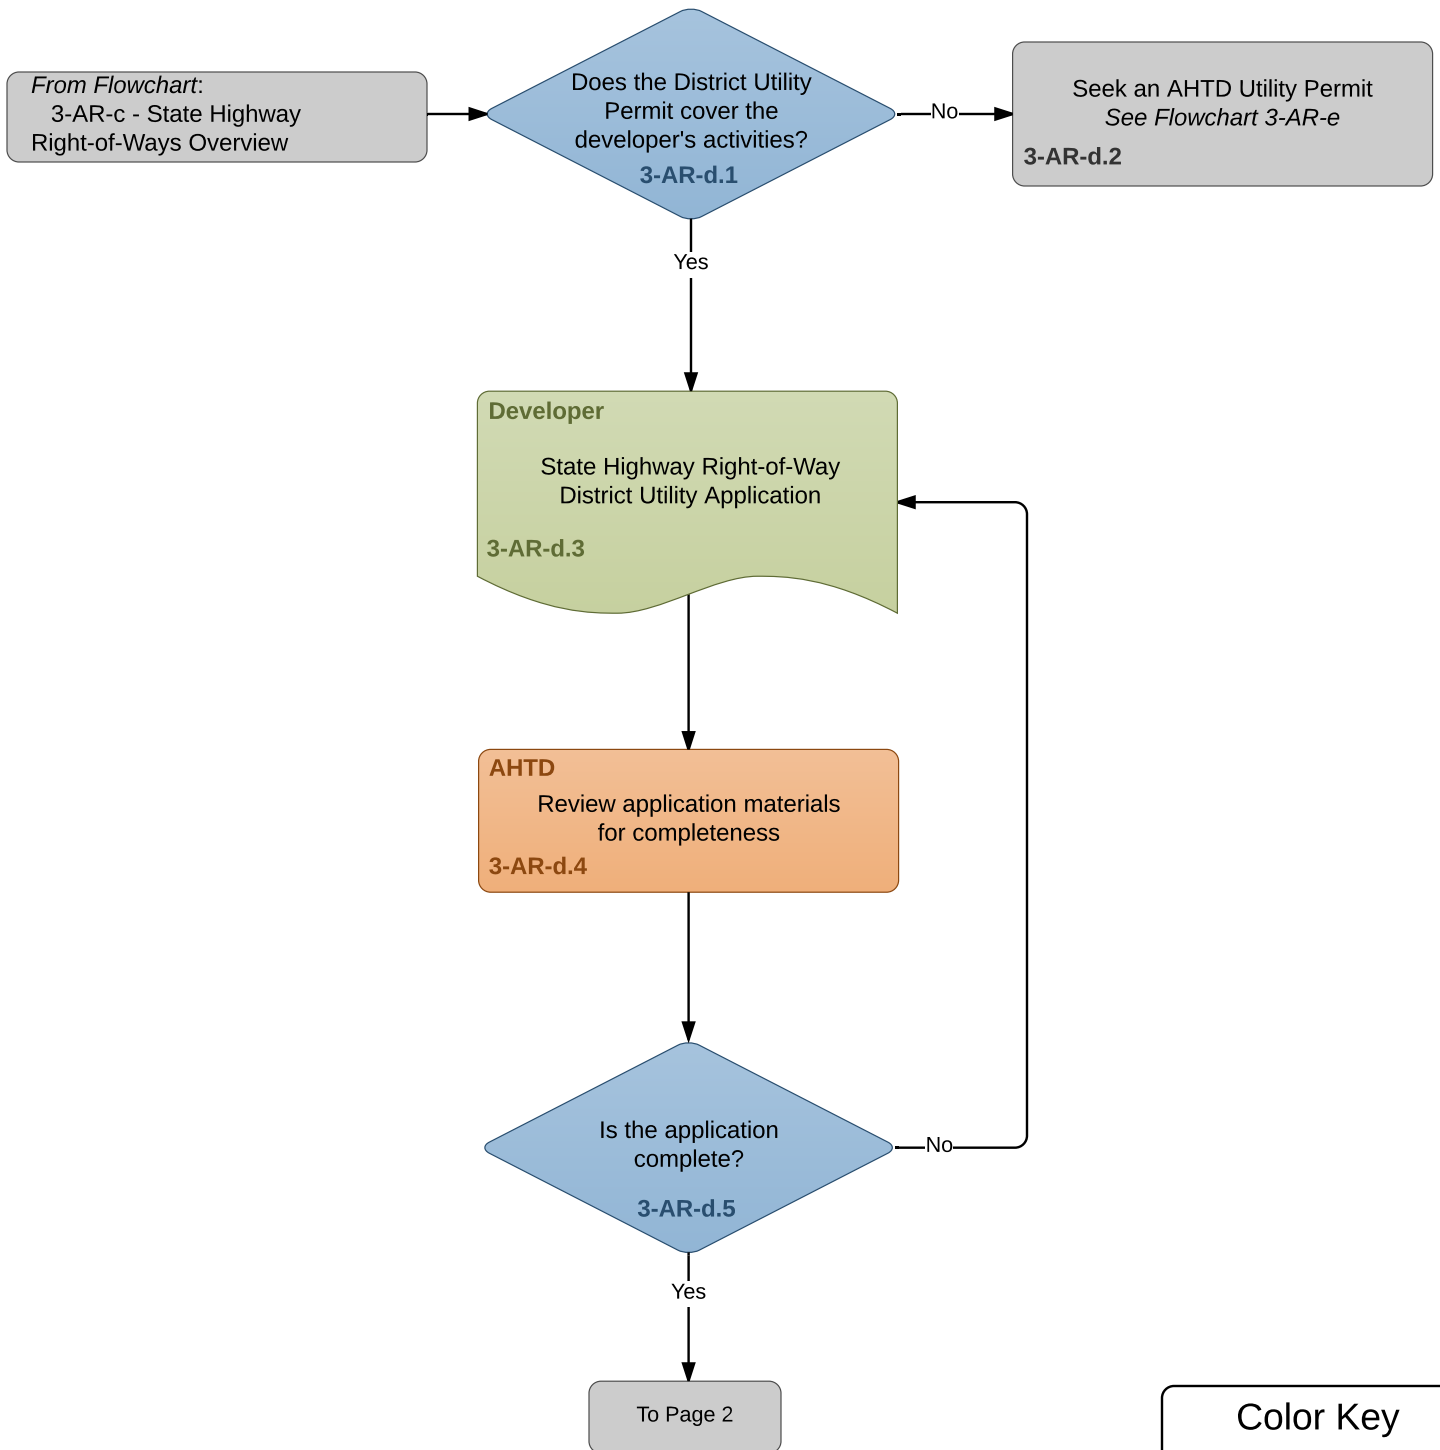 From Flowchart:
3-AR-c - State Highway
Right-of-Ways Overview
Does the District Utility
Permit cover the
developer's activities?
3-AR-d.1
No
Seek an AHTD Utility Permit
See Flowchart 3-AR-e
3-AR-d.2
Yes
Developer
State Highway Right-of-Way
District Utility Application
3-AR-d.3
AHTD
Review application materials
for completeness
3-AR-d.4
Is the application
complete?
3-AR-d.5
No
Yes
To Page 2
Color Key